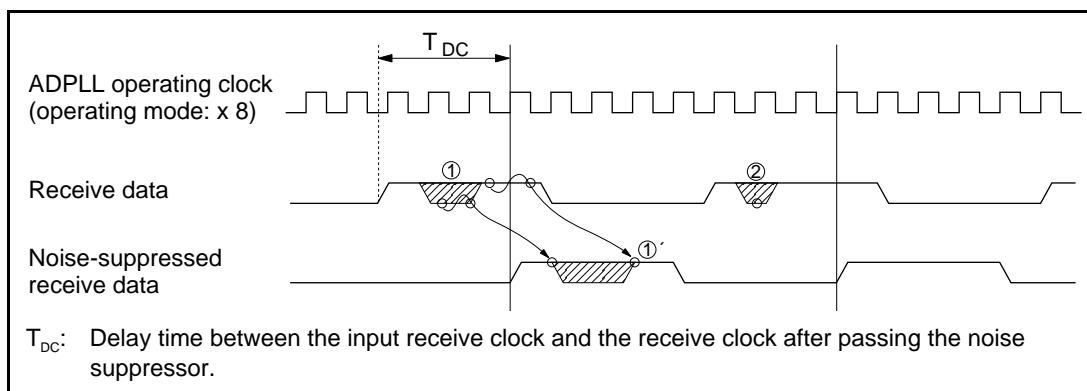 T DC
ADPLL operating clock
(operating mode: x 8)
① ②
Receive data
①´
Noise-suppressed
receive data
T DC: Delay time between the input receive clock and the receive clock after passing the noise
suppressor.